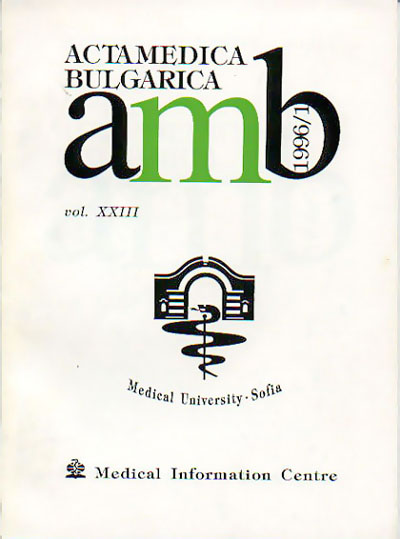 ACTAMEDICA
BULGARICA
amb
1996/1
vol. XXIII
Medical University - Sofia
Medical Information Centre